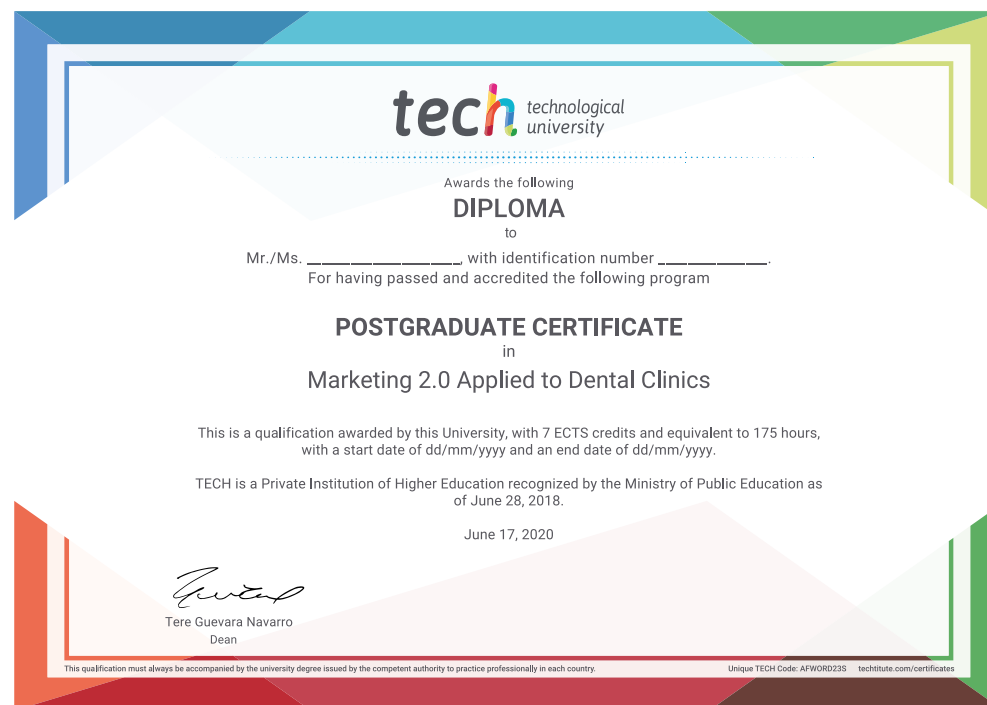 tech technological
university
Awards the following
DIPLOMA
to
Mr./Ms. ____________________, with identification number ______________.
For having passed and accredited the following program
POSTGRADUATE CERTIFICATE
in
Marketing 2.0 Applied to Dental Clinics
This is a qualification awarded by this University, with 7 ECTS credits and equivalent to 175 hours,
with a start date of dd/mm/yyyy and an end date of dd/mm/yyyy.
TECH is a Private Institution of Higher Education recognized by the Ministry of Public Education as
of June 28, 2018.
June 17, 2020
Tere Guevara Navarro
Dean
This qualification must always be accompanied by the university degree issued by the competent authority to practice professionally in each country.
Unique TECH Code: AFWORD23S techtitute.com/certificates